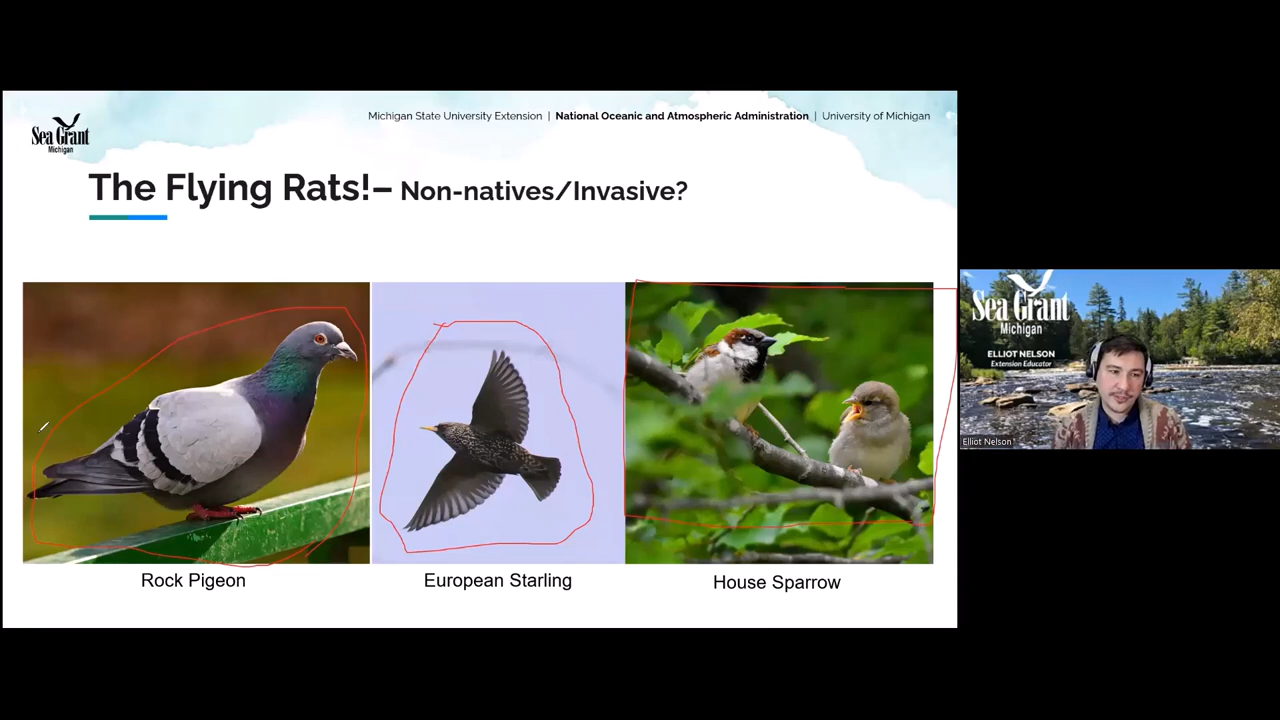 Michigan State University Extension | National Oceanic and Atmospheric Administration | University of Michigan
Sea Grant
Michigan
The Flying Rats!– Non-natives/Invasive?
Rock Pigeon
European Starling
House Sparrow
Sea Grant
Michigan
ELLIOT NELSON
Extension Educator
Elliot Nelson